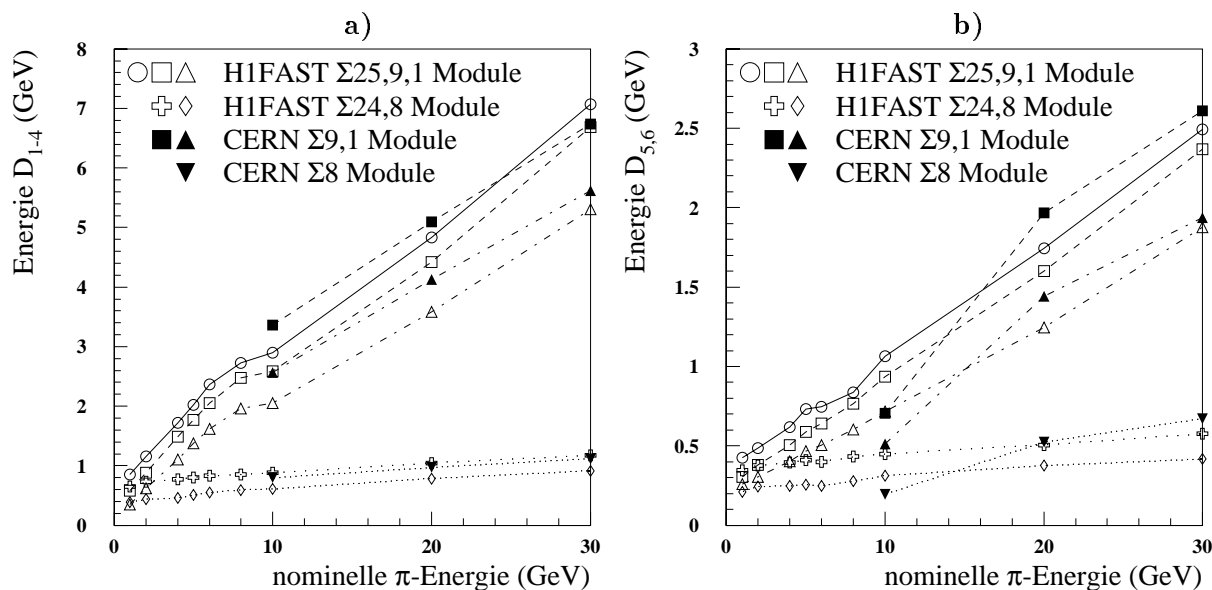 a)
Energie D1-4 (GeV)
8
7
6
5
4
3
2
1
0
H1FAST Σ25,9,1 Module
H1FAST Σ24,8 Module
CERN Σ9,1 Module
CERN Σ8 Module
0 10 20 30
nominelle π-Energie (GeV)
b)
Energie D5,6 (GeV)
3
2.5
2
1.5
1
0.5
0
H1FAST Σ25,9,1 Module
H1FAST Σ24,8 Module
CERN Σ9,1 Module
CERN Σ8 Module
0 10 20 30
nominelle π-Energie (GeV)